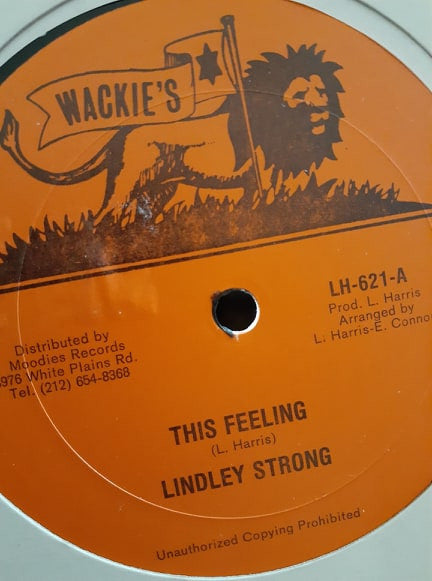 WACKIE'S
LH-621-A
Prod. L. Harris
Arranged by
L. Harris-E. Conno
Distributed by
Moodies Records
3976 White Plains Rd.
Tel. (212) 654-8368
THIS FEELING
(L. Harris)
LINDLEY STRONG
Unauthorized Copying Prohibited